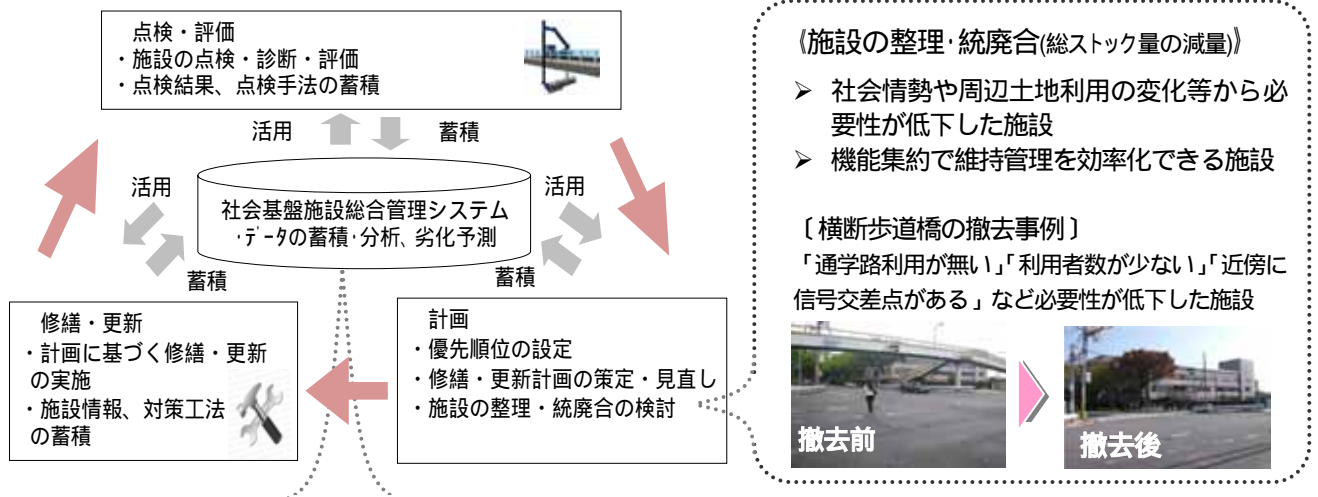 点検・評価
・施設の点検・診断・評価
・点検結果、点検手法の蓄積
活用
蓄積
活用
活用
社会基盤施設総合管理システム
・データの蓄積・分析、劣化予測
蓄積
蓄積
修繕・更新
・計画に基づく修繕・更新
の実施
・施設情報、対策工法
の蓄積
計画
・優先順位の設定
・修繕・更新計画の策定・見直し
・施設の整理・統廃合の検討
《施設の整理・統廃合(総ストック量の減量)》
➢ 社会情勢や周辺土地利用の変化等から必
要性が低下した施設
➢ 機能集約で維持管理を効率化できる施設
〔横断歩道橋の撤去事例〕
「通学路利用が無い」「利用者数が少ない」「近傍に
信号交差点がある」など必要性が低下した施設
撤去前
撤去後